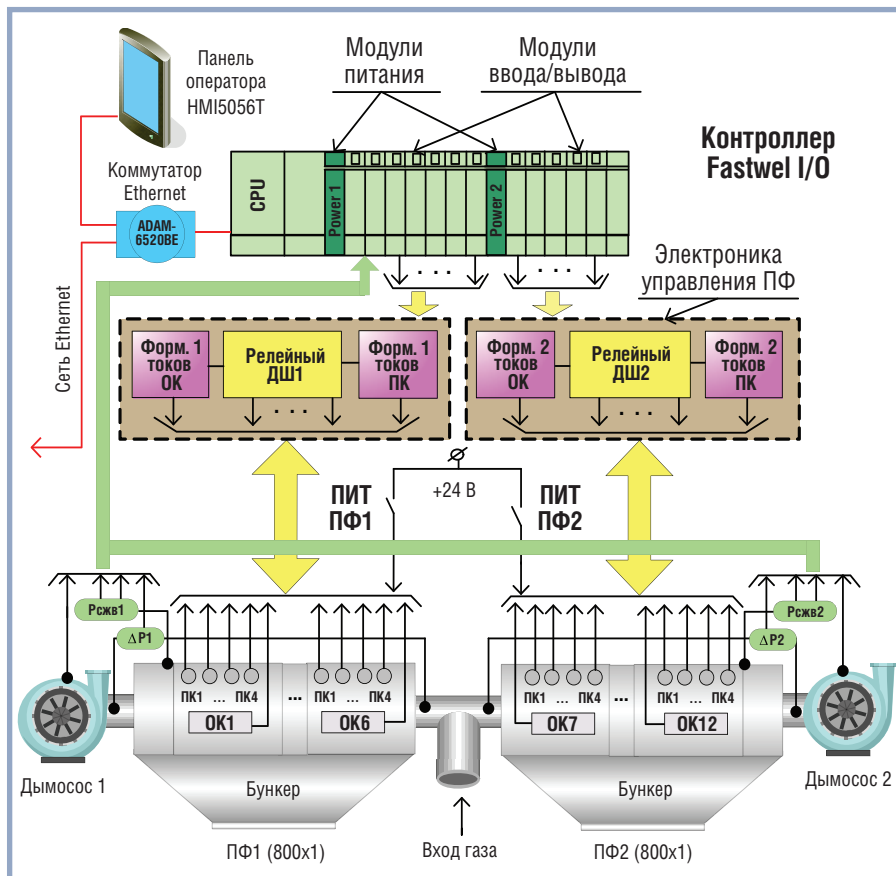 Панель
оператора
HMI5056T
Модули
питания
Модули
ввода/вывода
Контроллер
Fastwel I/O
Коммутатор
Ethernet
ADAM-
6520BE
CPU
Power 1
Power 2
Сеть Ethernet
Электроника
управления ПФ
. . .
. . .
Форм. 1
токов
ОК
Релейный
ДШ1
Форм. 1
токов
ПК
. . .
Форм. 2
токов
ОК
Релейный
ДШ2
Форм. 2
токов
ПК
. . .
+24 В
ПИТ
ПФ1
ПИТ
ПФ2
Рсжв1
ΔР1
Рсжв2
ΔР2
ПК1 ... ПК4
...
ПК1 ... ПК4
ОК1
ОК6
ПК1 ... ПК4
...
ПК1 ... ПК4
ОК7
ОК12
Дымосос 1
Бункер
Бункер
Дымосос 2
ПФ1 (800х1)
Вход газа
ПФ2 (800х1)